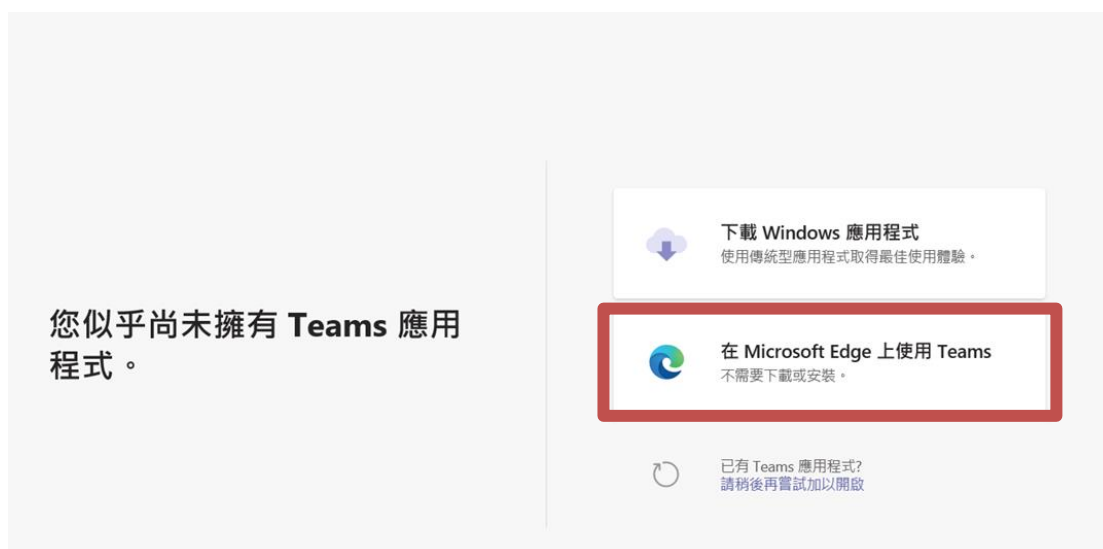 您似乎尚未擁有 Teams 應用
程式。
下載 Windows 應用程式
使用傳統型應用程式取得最佳使用體驗。
在 Microsoft Edge 上使用 Teams
不需要下載或安裝。
已有 Teams 應用程式?
請稍後再嘗試加以開啟